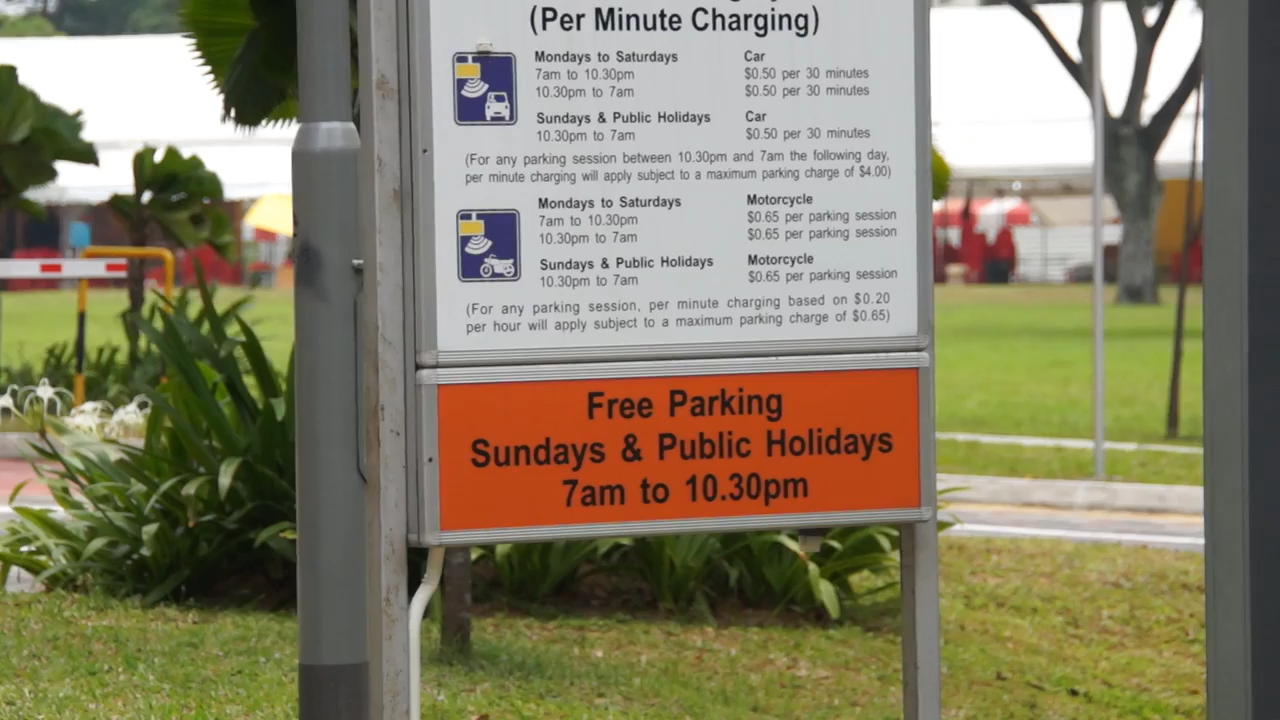 (Per Minute Charging)
Mondays to Saturdays Car
7am to 10.30pm $0.50 per 30 minutes
10.30pm to 7am $0.50 per 30 minutes
Sundays & Public Holidays Car
10.30pm to 7am $0.50 per 30 minutes
(For any parking session between 10.30pm and 7am the following day,
per minute charging will apply subject to a maximum parking charge of $4.00)
Mondays to Saturdays Motorcycle
7am to 10.30pm $0.65 per parking session
10.30pm to 7am $0.65 per parking session
Sundays & Public Holidays Motorcycle
10.30pm to 7am $0.65 per parking session
(For any parking session, per minute charging based on $0.20
per hour will apply subject to a maximum parking charge of $0.65)
Free Parking
Sundays & Public Holidays
7am to 10.30pm